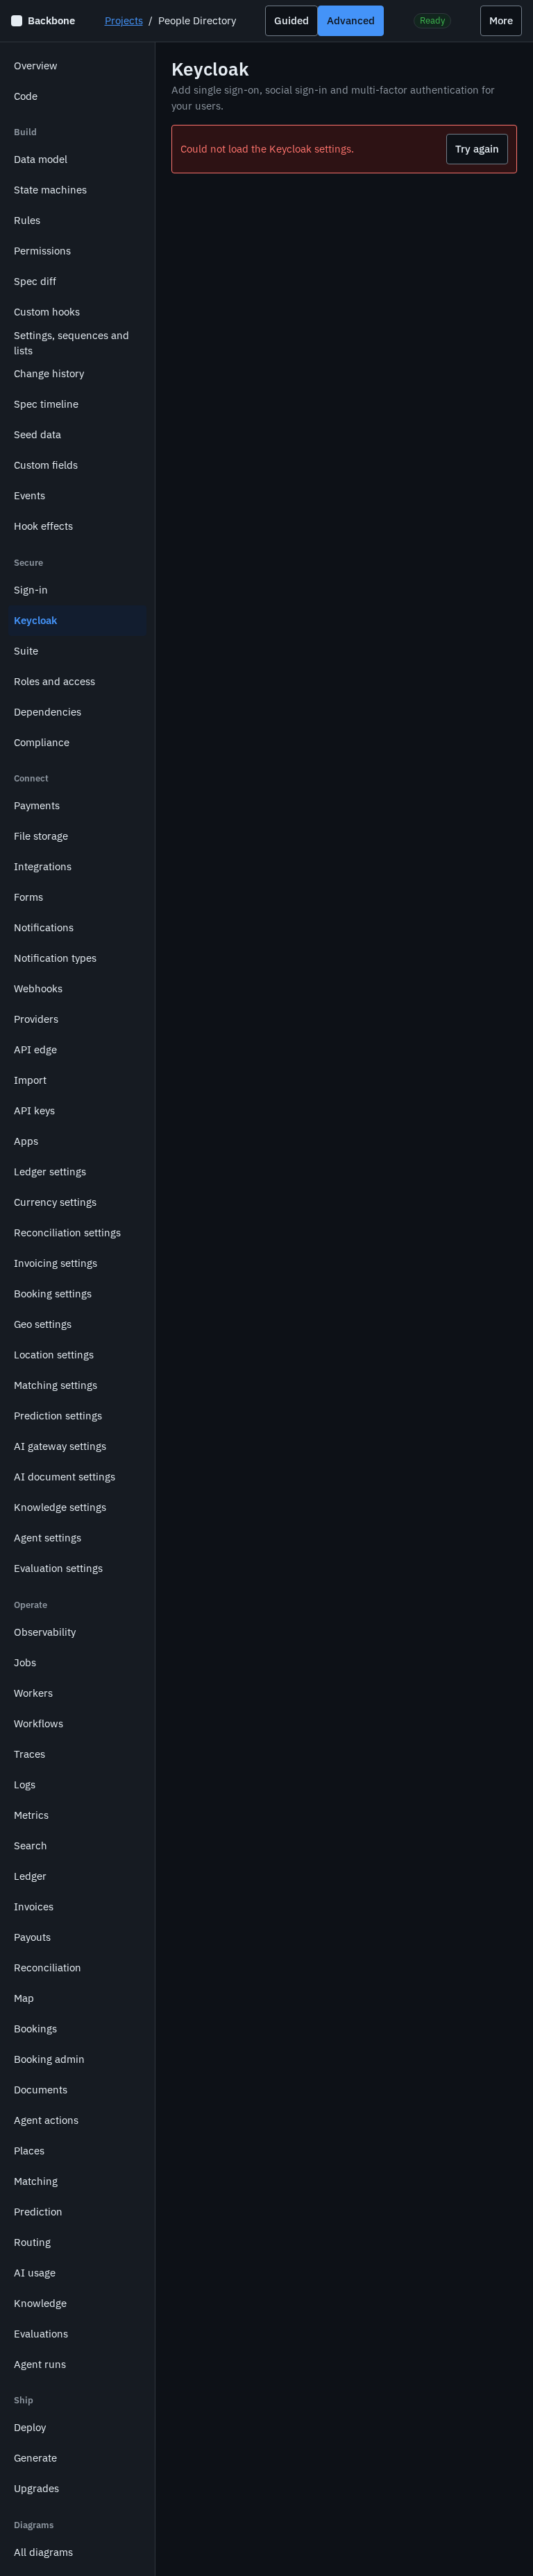 Backbone
Projects / People Directory
Guided
Advanced
Ready
More
Overview
Code
Build
Data model
State machines
Rules
Permissions
Spec diff
Custom hooks
Settings, sequences and
lists
Change history
Spec timeline
Seed data
Custom fields
Events
Hook effects
Secure
Sign-in
Keycloak
Suite
Roles and access
Dependencies
Compliance
Connect
Payments
File storage
Integrations
Forms
Notifications
Notification types
Webhooks
Providers
API edge
Import
API keys
Apps
Ledger settings
Currency settings
Reconciliation settings
Invoicing settings
Booking settings
Geo settings
Location settings
Matching settings
Prediction settings
AI gateway settings
AI document settings
Knowledge settings
Agent settings
Evaluation settings
Operate
Observability
Jobs
Workers
Workflows
Traces
Logs
Metrics
Search
Ledger
Invoices
Payouts
Reconciliation
Map
Bookings
Booking admin
Documents
Agent actions
Places
Matching
Prediction
Routing
AI usage
Knowledge
Evaluations
Agent runs
Ship
Deploy
Generate
Upgrades
Diagrams
All diagrams
Keycloak
Add single sign-on, social sign-in and multi-factor authentication for
your users.
Could not load the Keycloak settings.
Try again